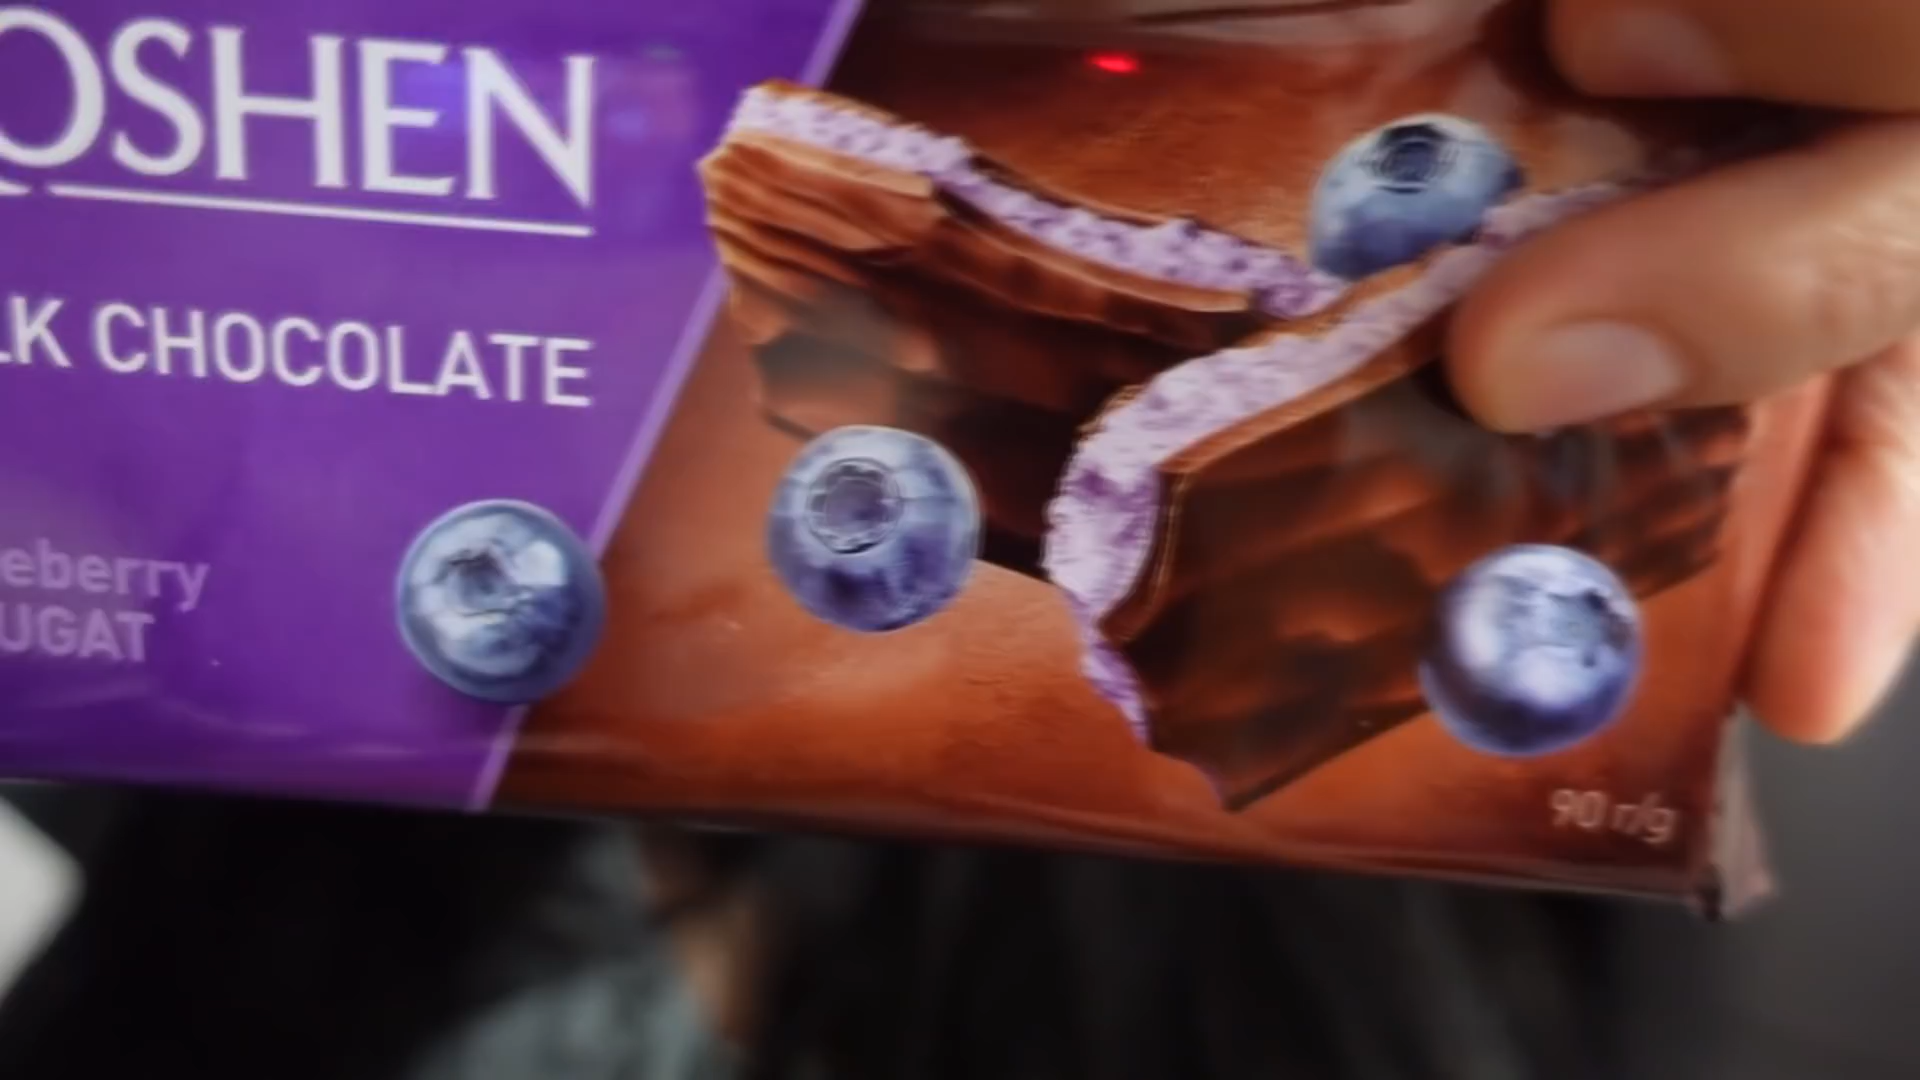 OSHEN
LK CHOCOLATE
eberry
UGAT
90 г/g